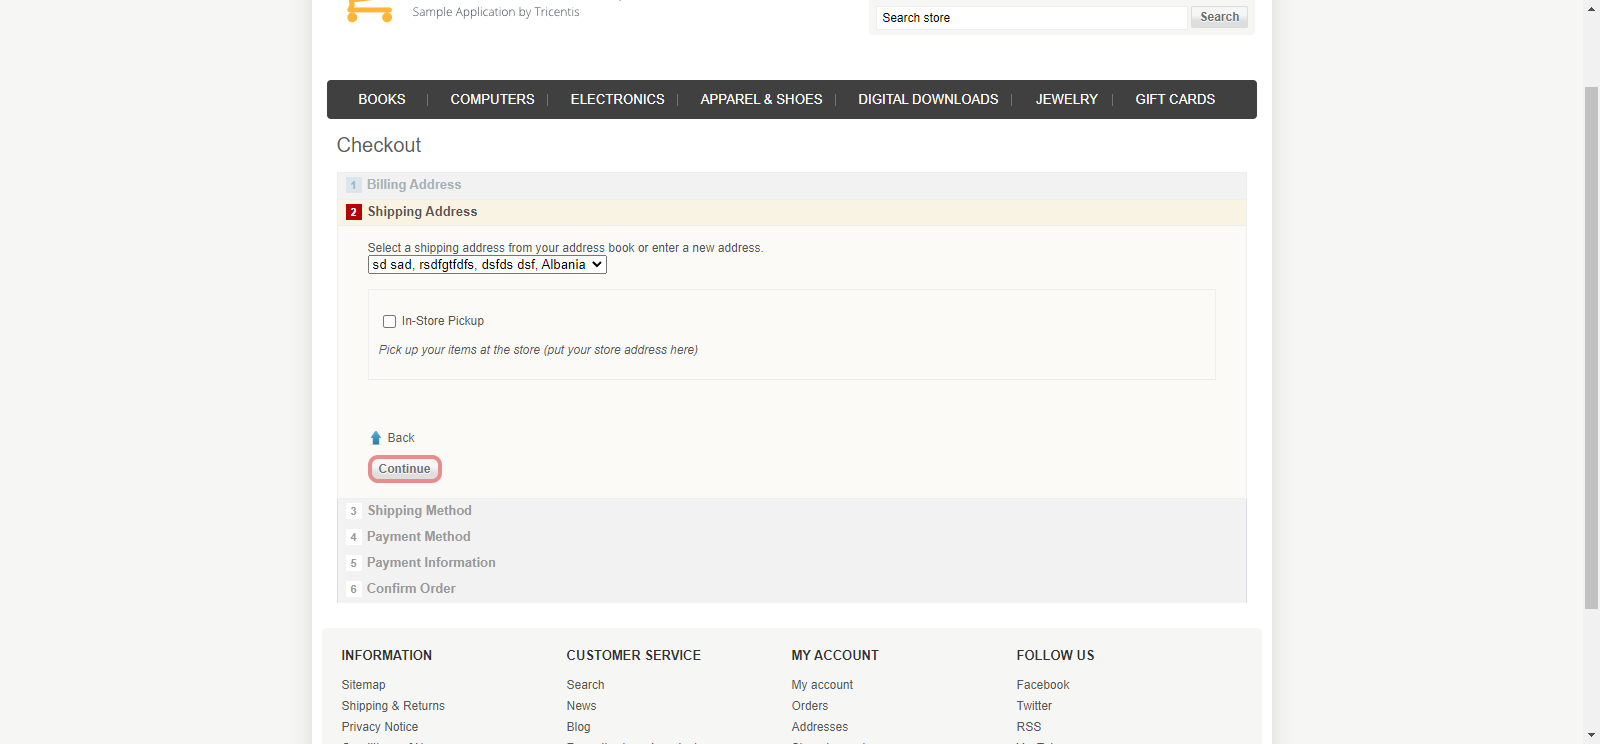 Sample Application by Tricentis
Search store
Search
BOOKS
COMPUTERS
ELECTRONICS
APPAREL & SHOES
DIGITAL DOWNLOADS
JEWELRY
GIFT CARDS
Checkout
1 Billing Address
2 Shipping Address
Select a shipping address from your address book or enter a new address.
sd sad, rsdfgtfdfs, dsfds dsf, Albania
In-Store Pickup
Pick up your items at the store (put your store address here)
Back
Continue
3 Shipping Method
4 Payment Method
5 Payment Information
6 Confirm Order
INFORMATION
Sitemap
Shipping & Returns
Privacy Notice
CUSTOMER SERVICE
Search
News
Blog
MY ACCOUNT
My account
Orders
Addresses
FOLLOW US
Facebook
Twitter
RSS